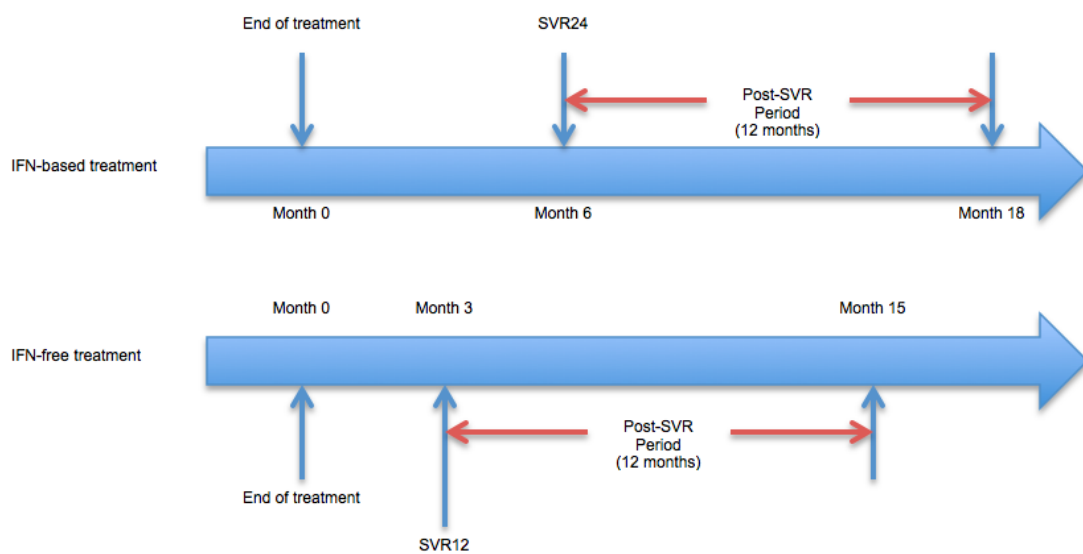 End of treatment
SVR24
Post-SVR
Period
(12 months)
IFN-based treatment
Month 0
Month 6
Month 18
Month 0
Month 3
Month 15
IFN-free treatment
Post-SVR
Period
(12 months)
End of treatment
SVR12